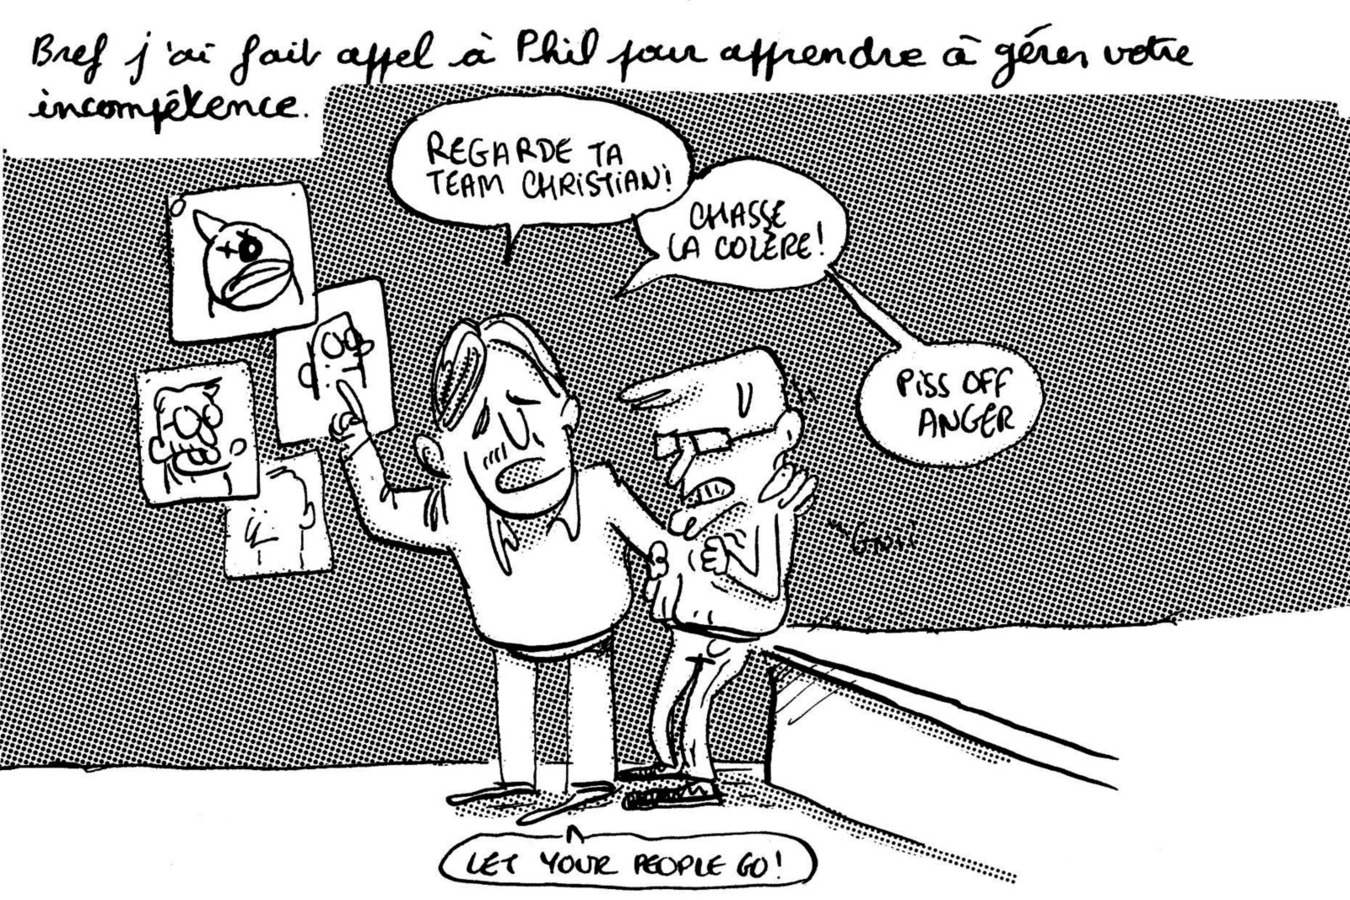 Bref j'ai fait appel à Phil pour apprendre à gérer votre
incompétence.
REGARDE TA
TEAM CHRISTIAN!
CHASSE
LA COLÈRE!
PISS OFF
ANGER
GNII
LET YOUR PEOPLE GO!